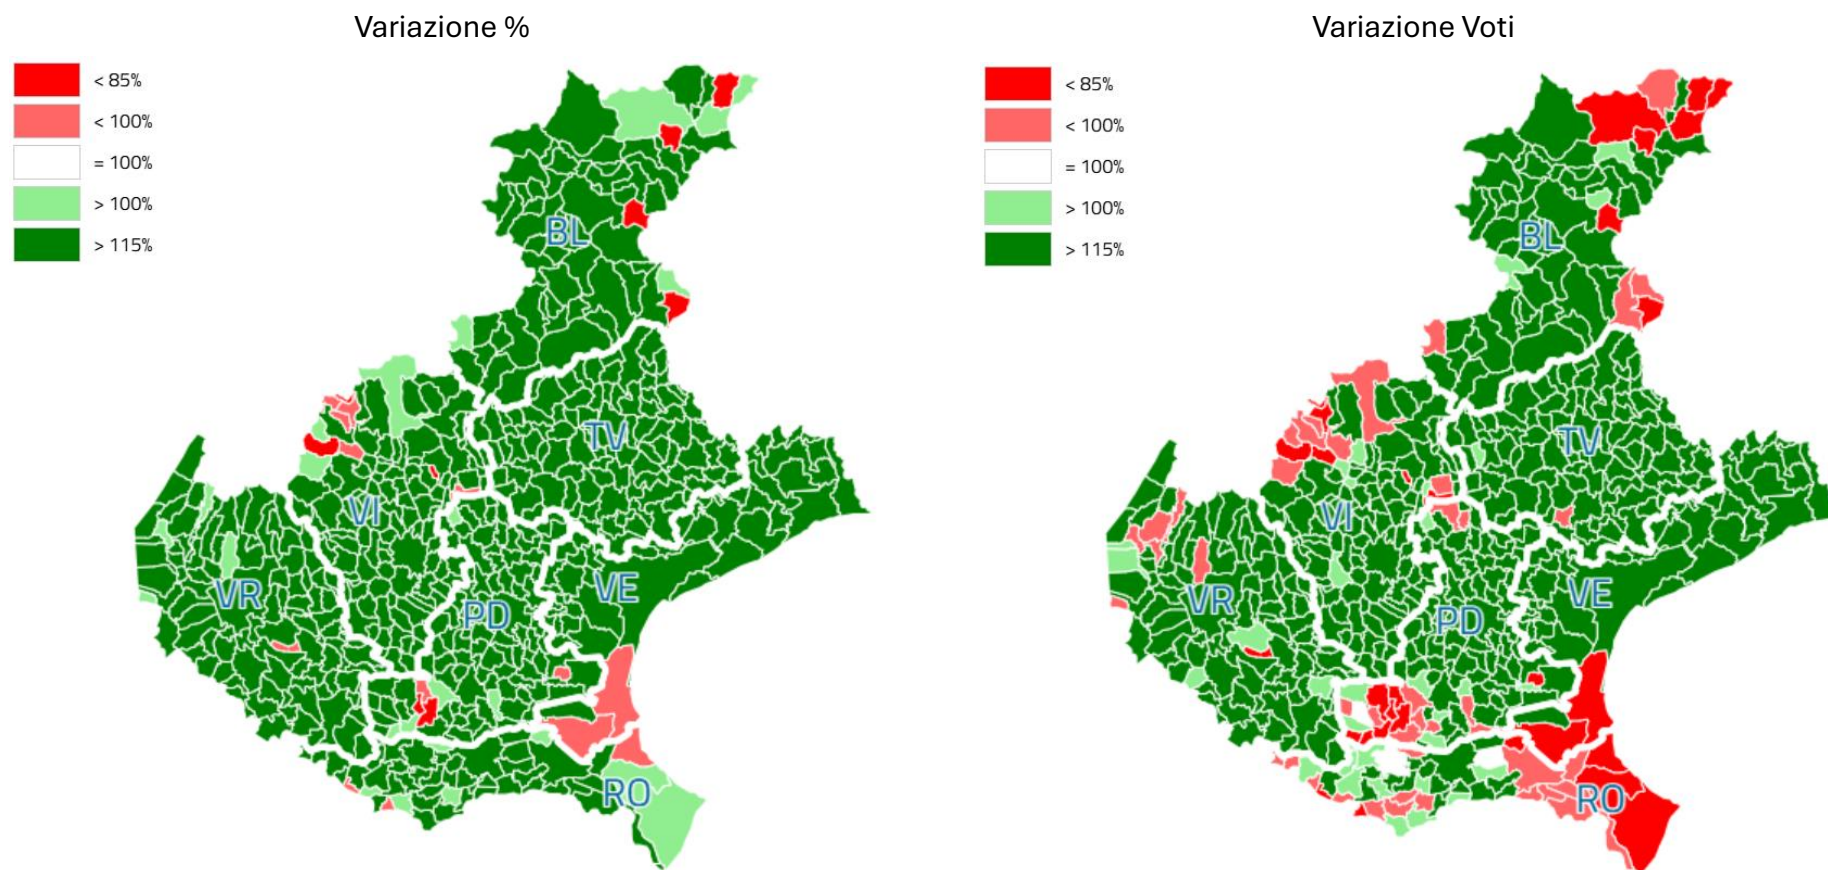 Variazione %
< 85%
< 100%
= 100%
> 100%
> 115%
BL
TV
VI
VR
PD
VE
RO
Variazione Voti
< 85%
< 100%
= 100%
> 100%
> 115%
BL
TV
VI
VR
PD
VE
RO